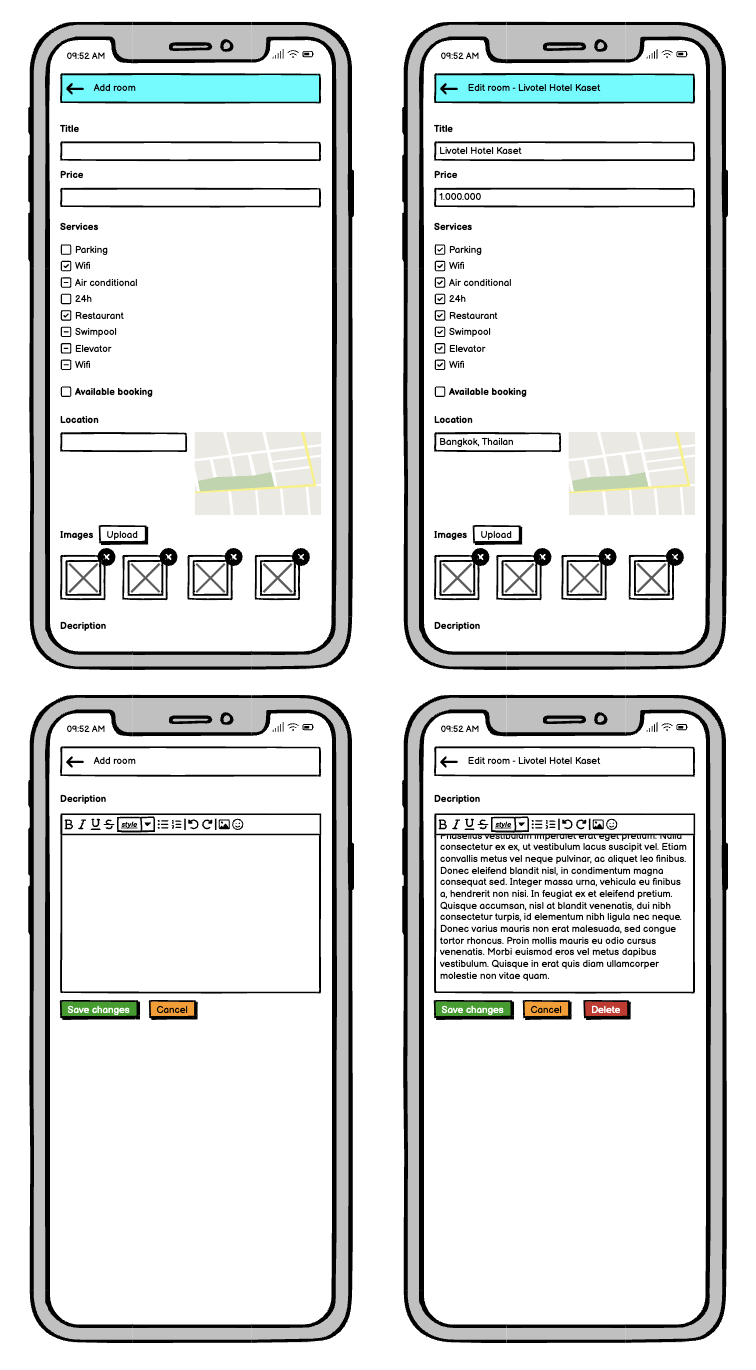 09:52 AM
Add room
Title
Price
Services
Parking
Wifi
Air conditional
24h
Restaurant
Swimpool
Elevator
Wifi
Available booking
Location
Images Upload
Decription
09:52 AM
Edit room - Livotel Hotel Kaset
Title
Livotel Hotel Kaset
Price
1.000.000
Services
Parking
Wifi
Air conditional
24h
Restaurant
Swimpool
Elevator
Wifi
Available booking
Location
Bangkok, Thailan
Images Upload
Decription
09:52 AM
Add room
Decription
B I U S style
Save changes Cancel
09:52 AM
Edit room - Livotel Hotel Kaset
Decription
B I U S style
Phasellus vestibulum imperdiet erat eget pretium. Nulla
consectetur ex ex, ut vestibulum lacus suscipit vel. Etiam
convallis metus vel neque pulvinar, ac aliquet leo finibus.
Donec eleifend blandit nisl, in condimentum magna
consequat sed. Integer massa urna, vehicula eu finibus
a, hendrerit non nisi. In feugiat ex et eleifend pretium.
Quisque accumsan, nisl at blandit venenatis, dui nibh
consectetur turpis, id elementum nibh ligula nec neque.
Donec varius mauris non erat malesuada, sed congue
tortor rhoncus. Proin mollis mauris eu odio cursus
venenatis. Morbi euismod eros vel metus dapibus
vestibulum. Quisque in erat quis diam ullamcorper
molestie non vitae quam.
Save changes Cancel Delete